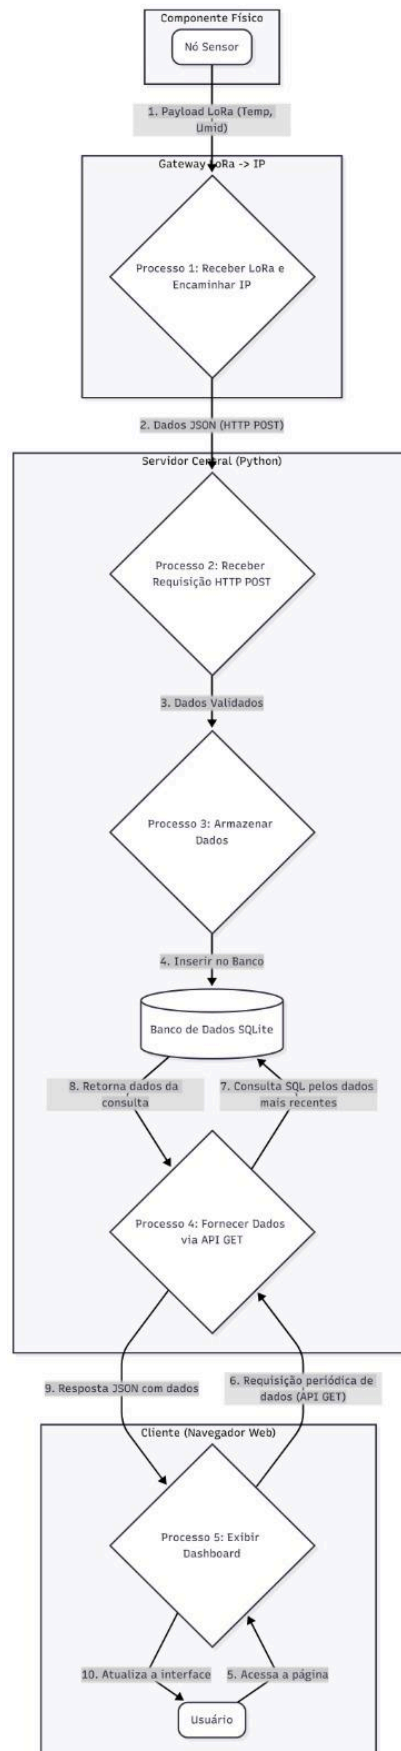 Componente Físico
Nó Sensor
1. Payload LoRa (Temp,
Umid)
Gateway LoRa -> IP
Processo 1: Receber LoRa e
Encaminhar IP
2. Dados JSON (HTTP POST)
Servidor Central (Python)
Processo 2: Receber
Requisição HTTP POST
3. Dados Validados
Processo 3: Armazenar
Dados
4. Inserir no Banco
Banco de Dados SQLite
8. Retorna dados da
consulta
7. Consulta SQL pelos dados
mais recentes
Processo 4: Fornecer Dados
via API GET
9. Resposta JSON com dados
6. Requisição periódica de
dados (API GET)
Cliente (Navegador Web)
Processo 5: Exibir
Dashboard
10. Atualiza a interface
5. Acessa a página
Usuário